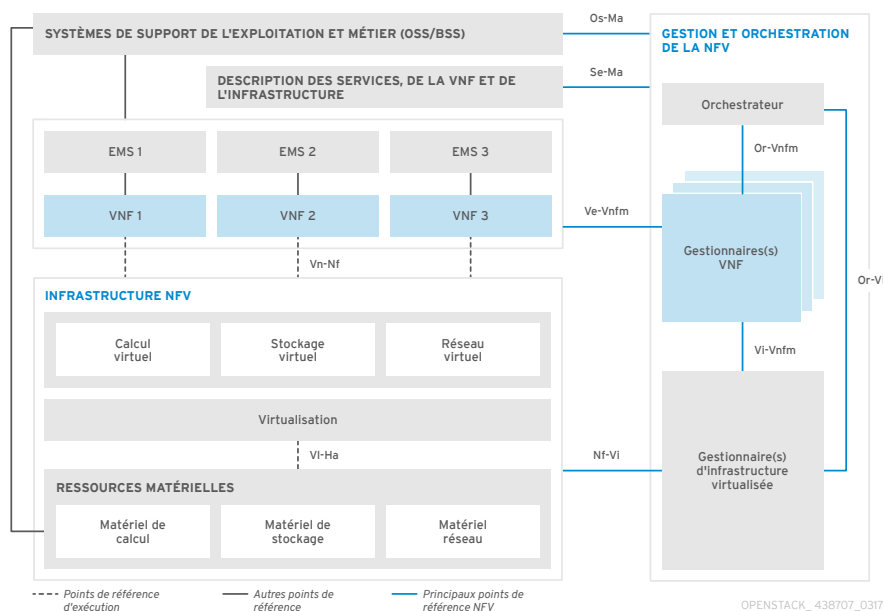 SYSTÈMES DE SUPPORT DE L'EXPLOITATION ET MÉTIER (OSS/BSS)
Os-Ma
GESTION ET ORCHESTRATION
DE LA NFV
DESCRIPTION DES SERVICES, DE LA VNF ET DE
L'INFRASTRUCTURE
Se-Ma
Orchestrateur
Or-Vnfm
EMS 1
EMS 2
EMS 3
VNF 1
VNF 2
VNF 3
Ve-Vnfm
Gestionnaires(s)
VNF
Vn-Nf
Or-Vi
INFRASTRUCTURE NFV
Calcul
virtuel
Stockage
virtuel
Réseau
virtuel
Vi-Vnfm
Virtualisation
Vl-Ha
Nf-Vi
Gestionnaire(s)
d'infrastructure
virtualisée
RESSOURCES MATÉRIELLES
Matériel de
calcul
Matériel de
stockage
Matériel
réseau
Points de référence
d'exécution
Autres points de
référence
Principaux points de
référence NFV
OPENSTACK_438707_0317